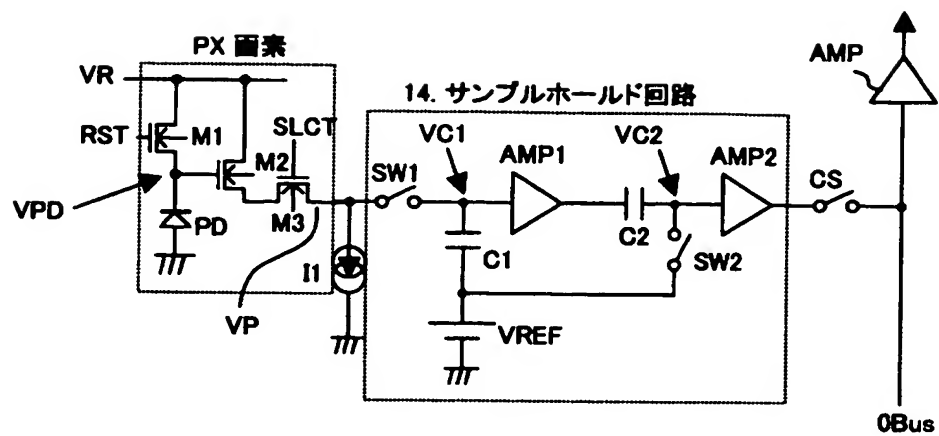 PX 画素
AMP
VR
14. サンプルホールド回路
RST
M1
SLCT
VC1
VC2
M2
SW1
AMP1
AMP2
CS
VPD
PD
M3
I1
C1
C2
SW2
VP
VREF
0Bus